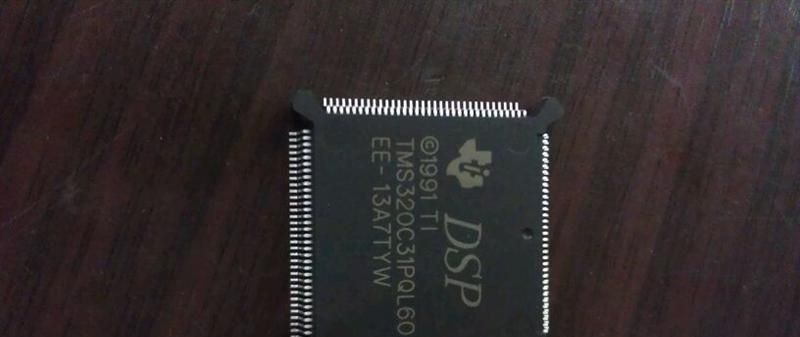 DSP
©1991 TI
TMS320C31PQL60
EE-13A7TYW